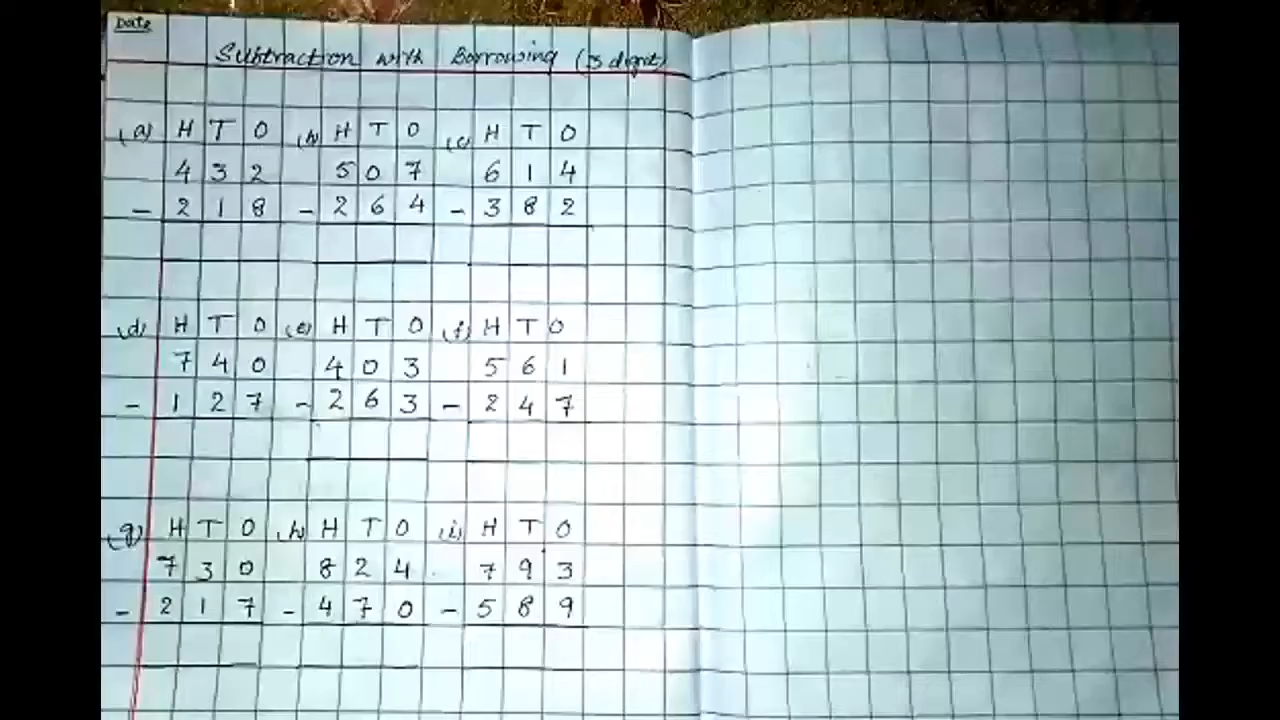 Date
Subtraction with Borrowing (3 digit)
(a) H T O (b) H T O (c) H T O
4 3 2 5 0 7 6 1 4
- 2 1 8 - 2 6 4 - 3 8 2
(d) H T O (e) H T O (f) H T O
7 4 0 4 0 3 5 6 1
- 1 2 7 - 2 6 3 - 2 4 7
(g) H T O (h) H T O (i) H T O
7 3 0 8 2 4 7 9 3
- 2 1 7 - 4 7 0 - 5 8 9